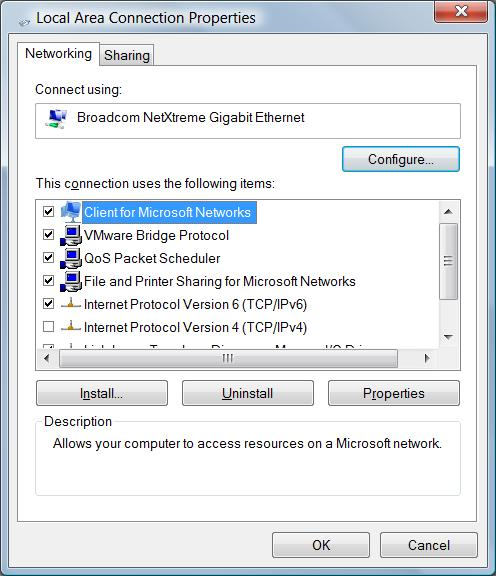 Local Area Connection Properties
Networking
Sharing
Connect using:
Broadcom NetXtreme Gigabit Ethernet
Configure...
This connection uses the following items:
Client for Microsoft Networks
VMware Bridge Protocol
QoS Packet Scheduler
File and Printer Sharing for Microsoft Networks
Internet Protocol Version 6 (TCP/IPv6)
Internet Protocol Version 4 (TCP/IPv4)
Install...
Uninstall
Properties
Description
Allows your computer to access resources on a Microsoft network.
OK
Cancel